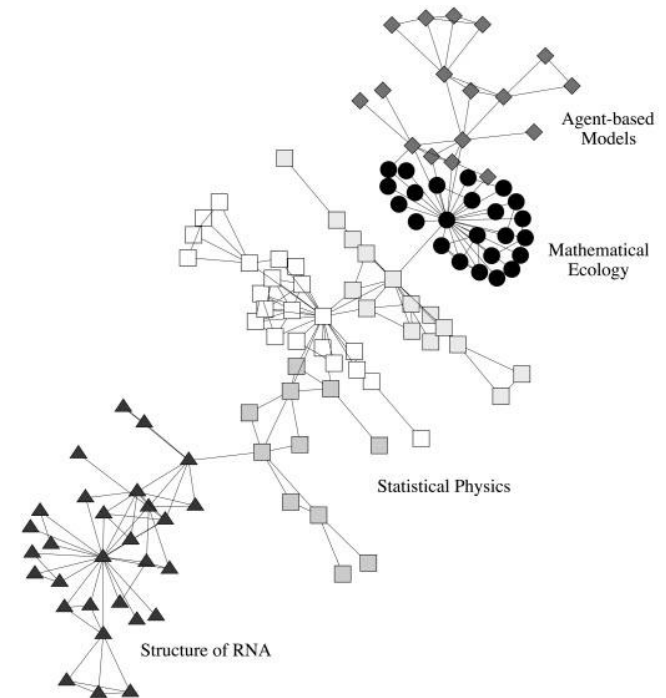 Agent-based
Models
Mathematical
Ecology
Statistical Physics
Structure of RNA